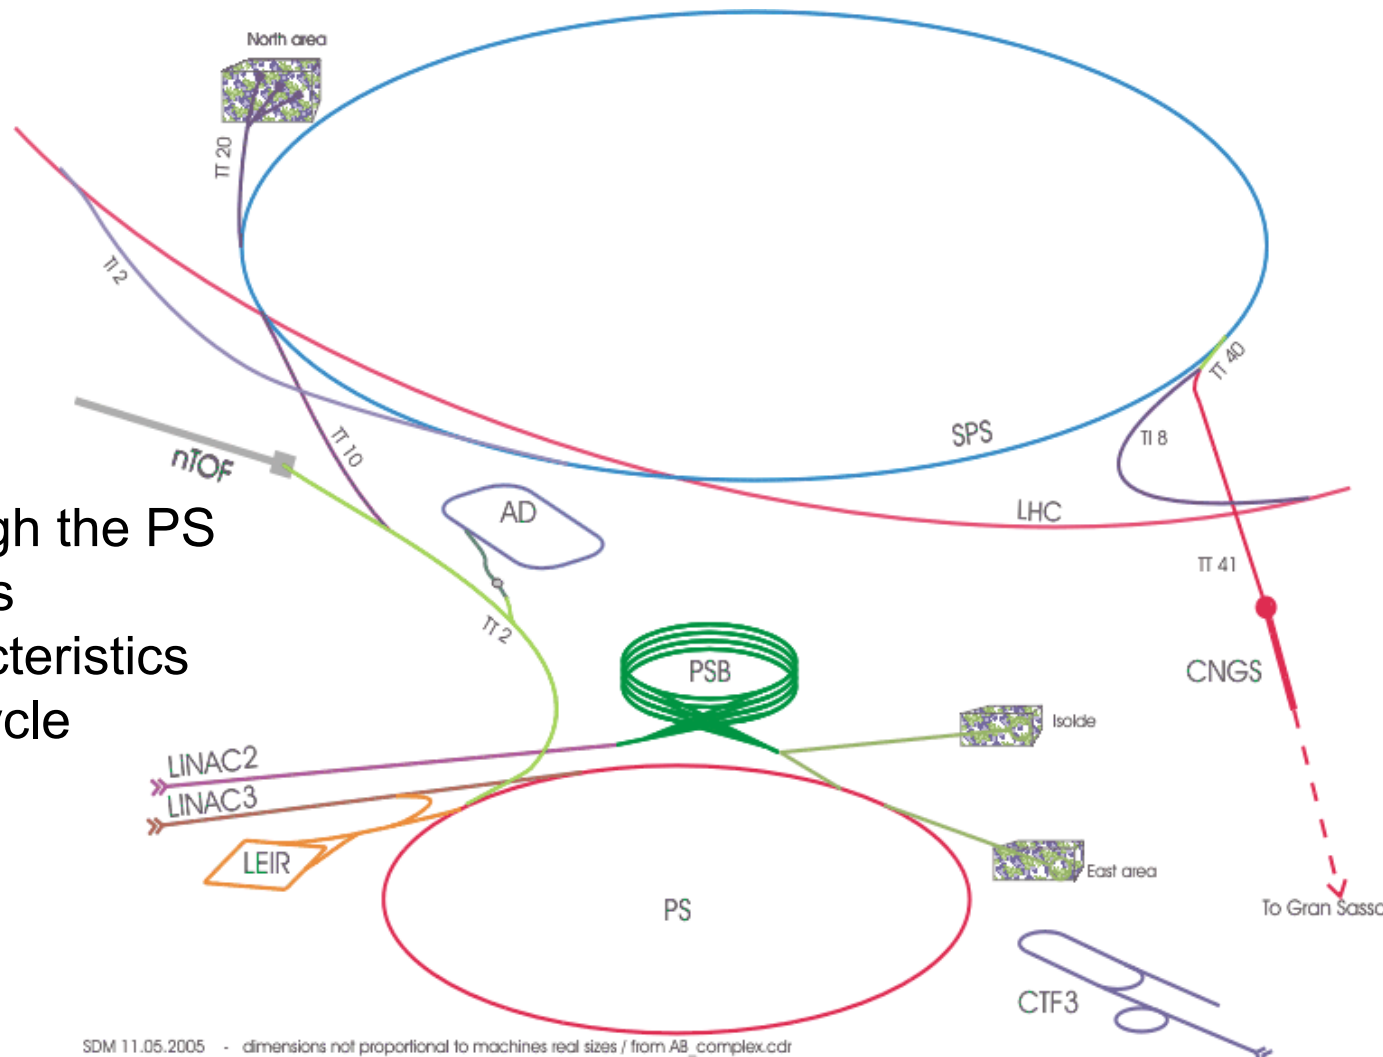 North area
TT 20
TI 2
TT 40
SPS
TI 8
TT 10
nTOF
AD
LHC
gh the PS
s
TT 41
cteristics
TT 2
PSB
CNGS
ycle
Isolde
LINAC2
LINAC3
LEIR
East area
PS
To Gran Sasso
CTF3
SDM 11.05.2005 - dimensions not proportional to machines real sizes / from AB_complex.cdr